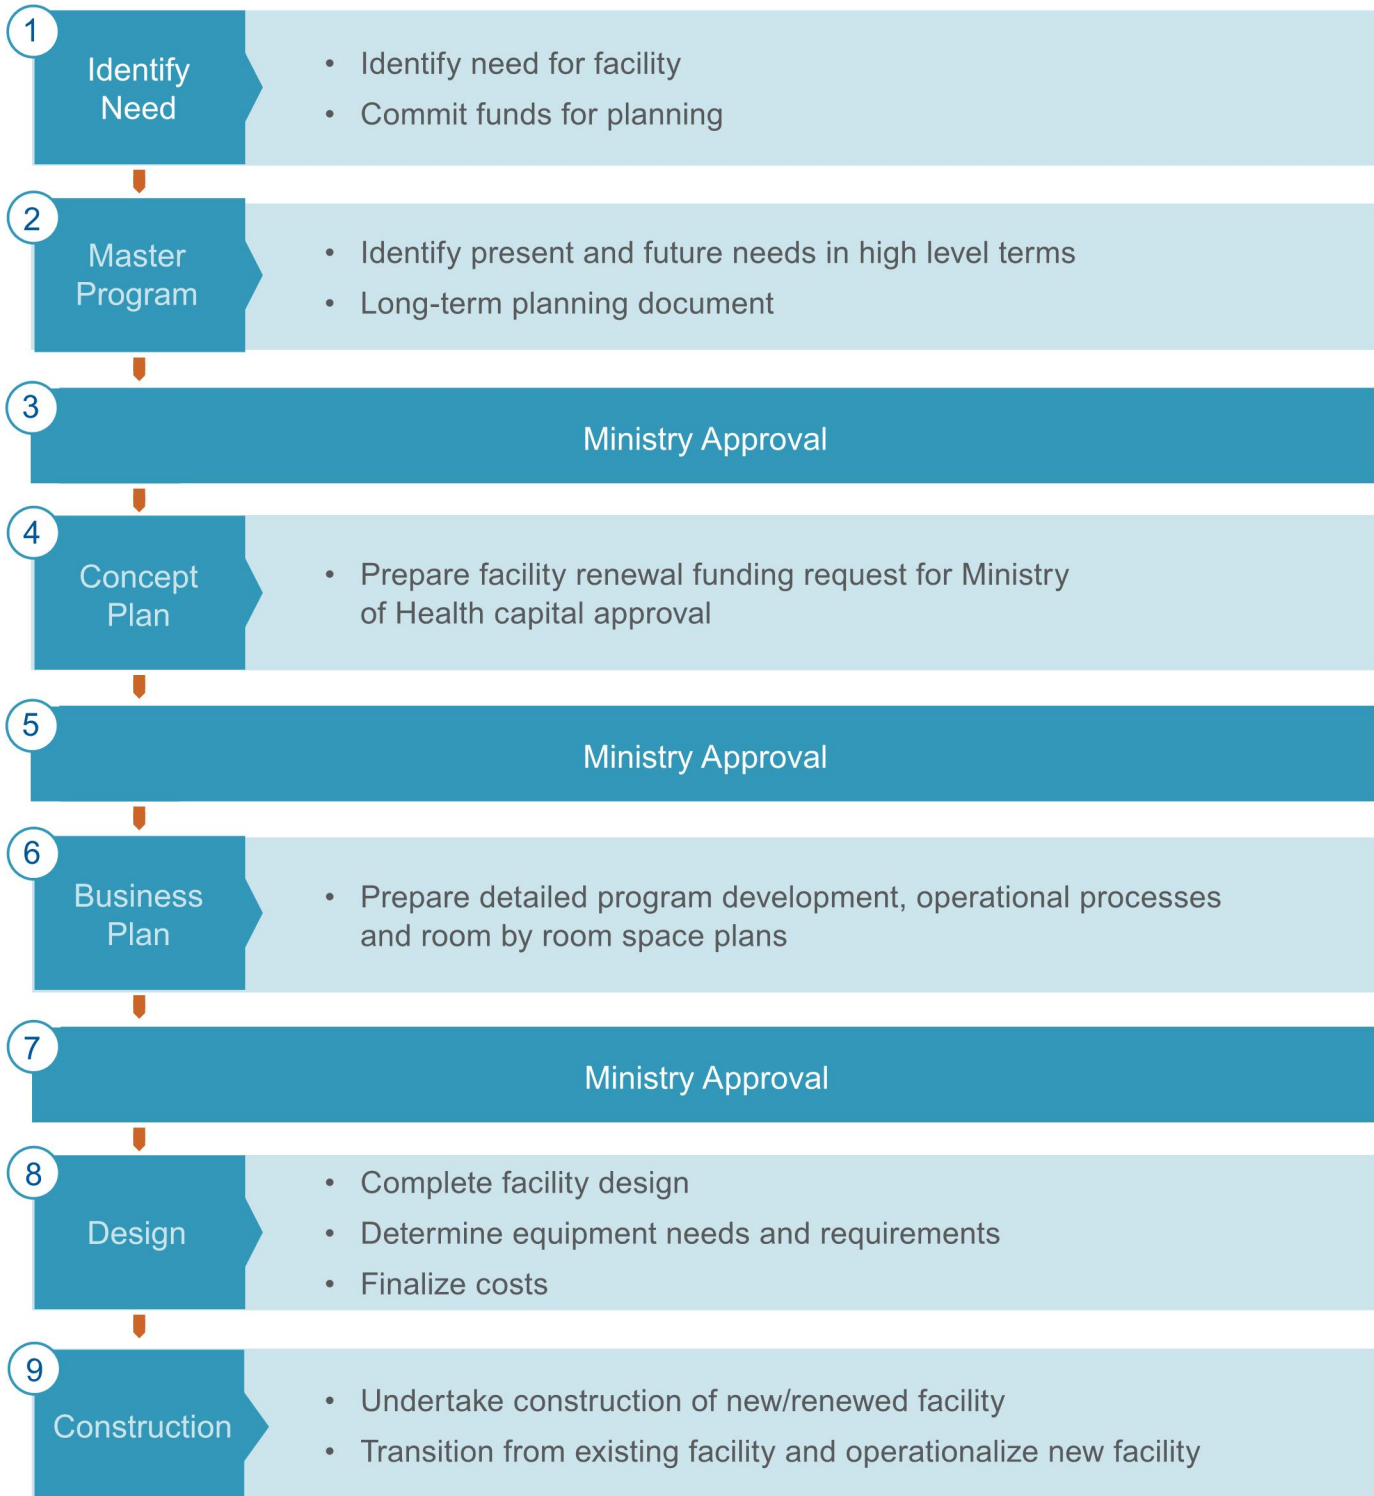 1
Identify
Need
• Identify need for facility
• Commit funds for planning
2
Master
Program
• Identify present and future needs in high level terms
• Long-term planning document
3
Ministry Approval
4
Concept
Plan
• Prepare facility renewal funding request for Ministry
of Health capital approval
5
Ministry Approval
6
Business
Plan
• Prepare detailed program development, operational processes
and room by room space plans
7
Ministry Approval
8
Design
• Complete facility design
• Determine equipment needs and requirements
• Finalize costs
9
Construction
• Undertake construction of new/renewed facility
• Transition from existing facility and operationalize new facility